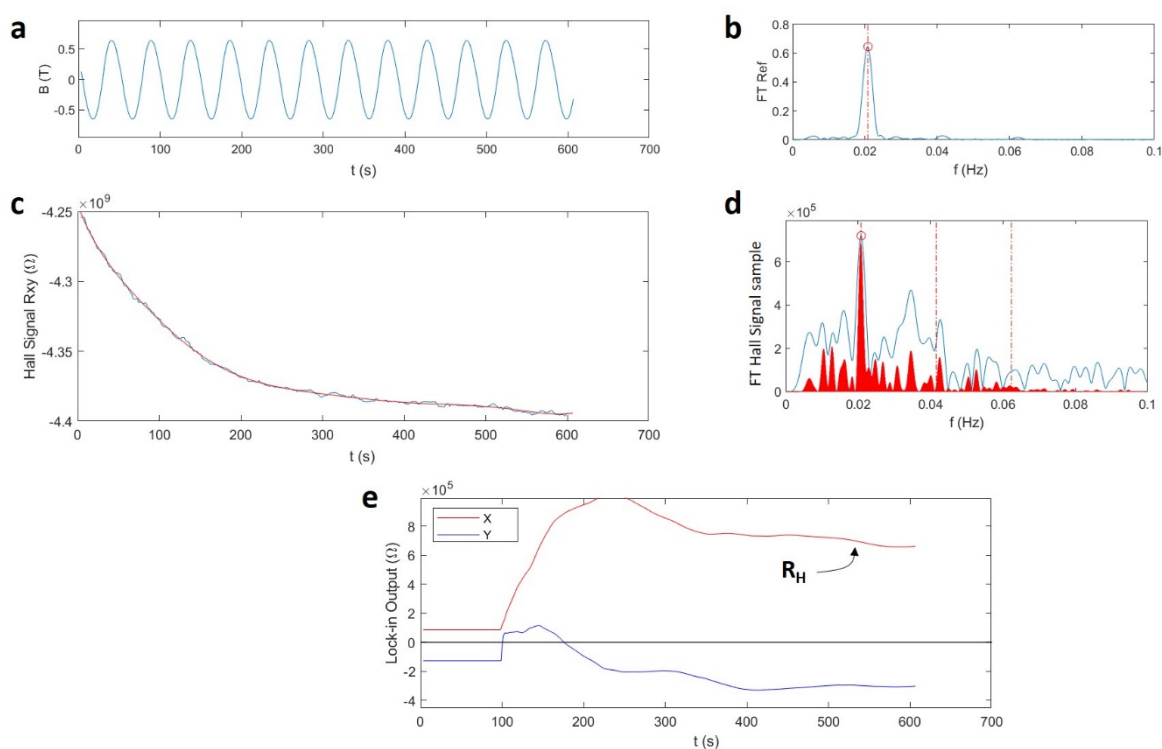 a
B (T)
0.5
0
-0.5
0 100 200 300 400 500 600 700
t (s)
b
FT Ref
0.8
0.6
0.4
0.2
0
0 0.02 0.04 0.06 0.08 0.1
f (Hz)
c
×10⁹
Hall Signal Rxy (Ω)
-4.25
-4.3
-4.35
-4.4
0 100 200 300 400 500 600 700
t (s)
d
×10⁵
FT Hall Signal sample
6
4
2
0
0 0.02 0.04 0.06 0.08 0.1
f (Hz)
e
×10⁵
Lock-in Output (Ω)
X
Y
8
6
4
2
0
-2
-4
R_H
0 100 200 300 400 500 600 700
t (s)